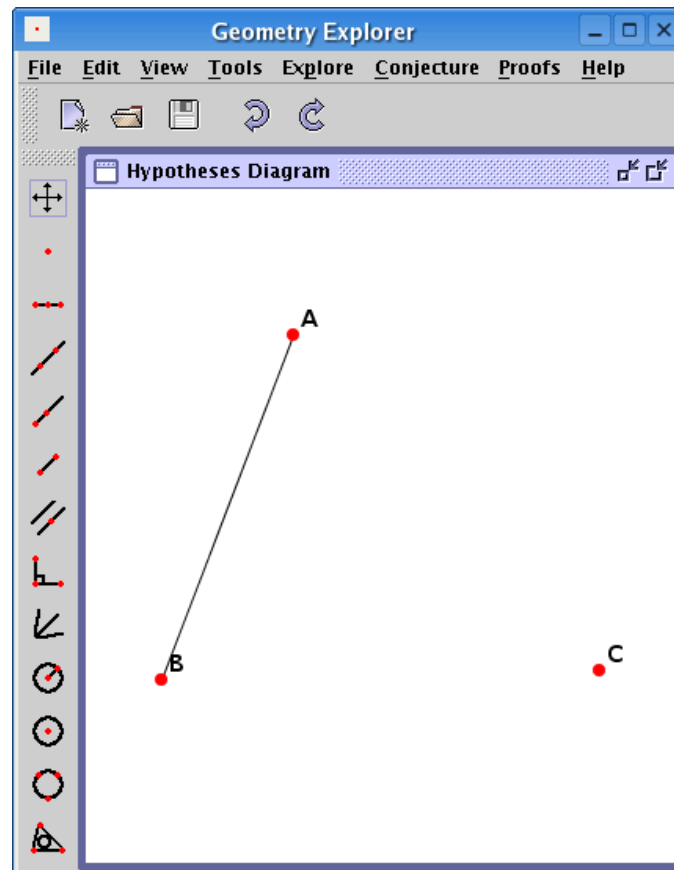 Geometry Explorer
File Edit View Tools Explore Conjecture Proofs Help
Hypotheses Diagram
A
B
C